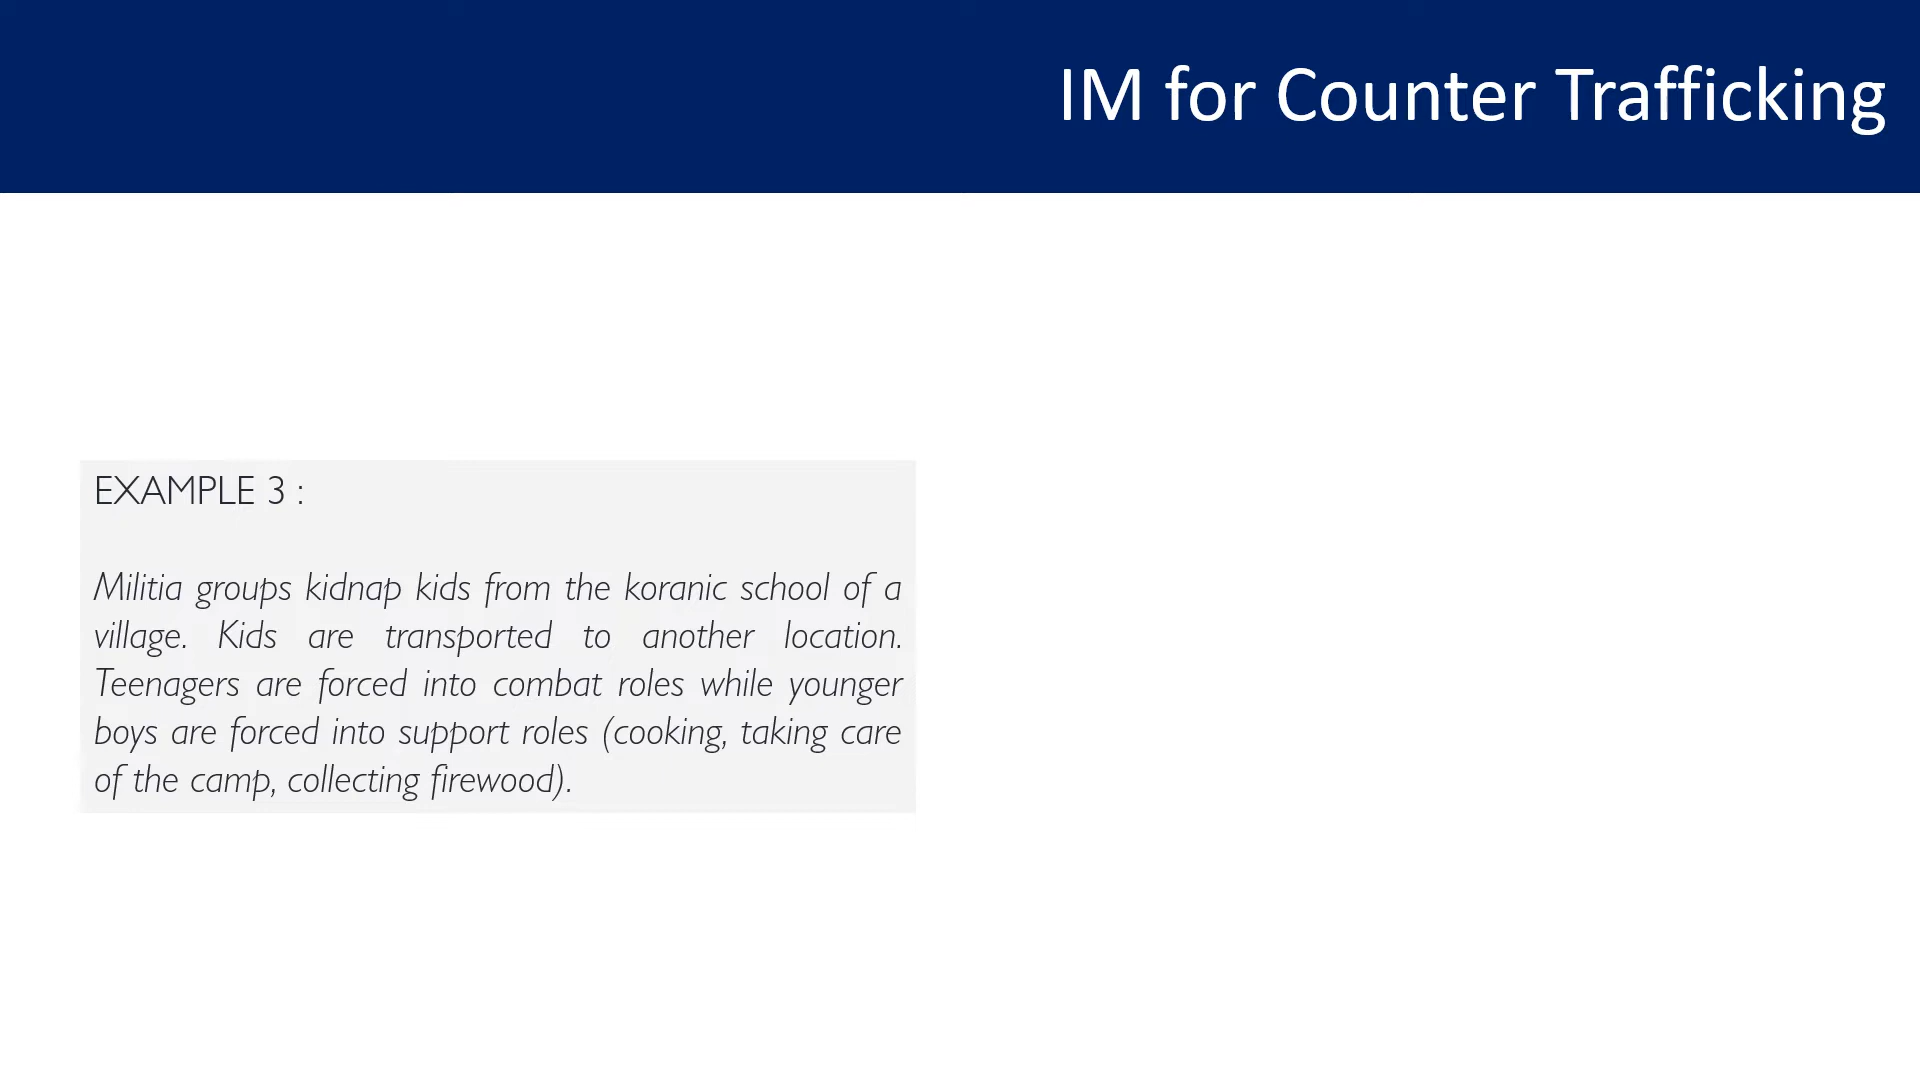 IM for Counter Trafficking
EXAMPLE 3 :
Militia groups kidnap kids from the koranic school of a
village. Kids are transported to another location.
Teenagers are forced into combat roles while younger
boys are forced into support roles (cooking, taking care
of the camp, collecting firewood).